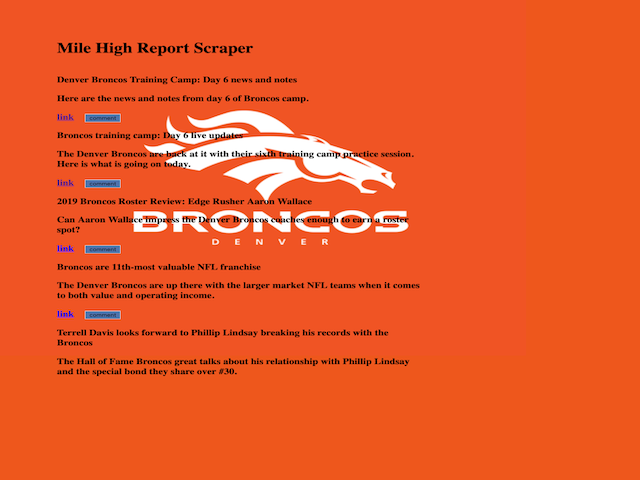 Mile High Report Scraper
Denver Broncos Training Camp: Day 6 news and notes
Here are the news and notes from day 6 of Broncos camp.
link comment
Broncos training camp: Day 6 live updates
The Denver Broncos are back at it with their sixth training camp practice session.
Here is what is going on today.
link comment
2019 Broncos Roster Review: Edge Rusher Aaron Wallace
Can Aaron Wallace impress the Denver Broncos coaches enough to earn a roster
spot?
BRONCOS
DENVER
link comment
Broncos are 11th-most valuable NFL franchise
The Denver Broncos are up there with the larger market NFL teams when it comes
to both value and operating income.
link comment
Terrell Davis looks forward to Phillip Lindsay breaking his records with the
Broncos
The Hall of Fame Broncos great talks about his relationship with Phillip Lindsay
and the special bond they share over #30.